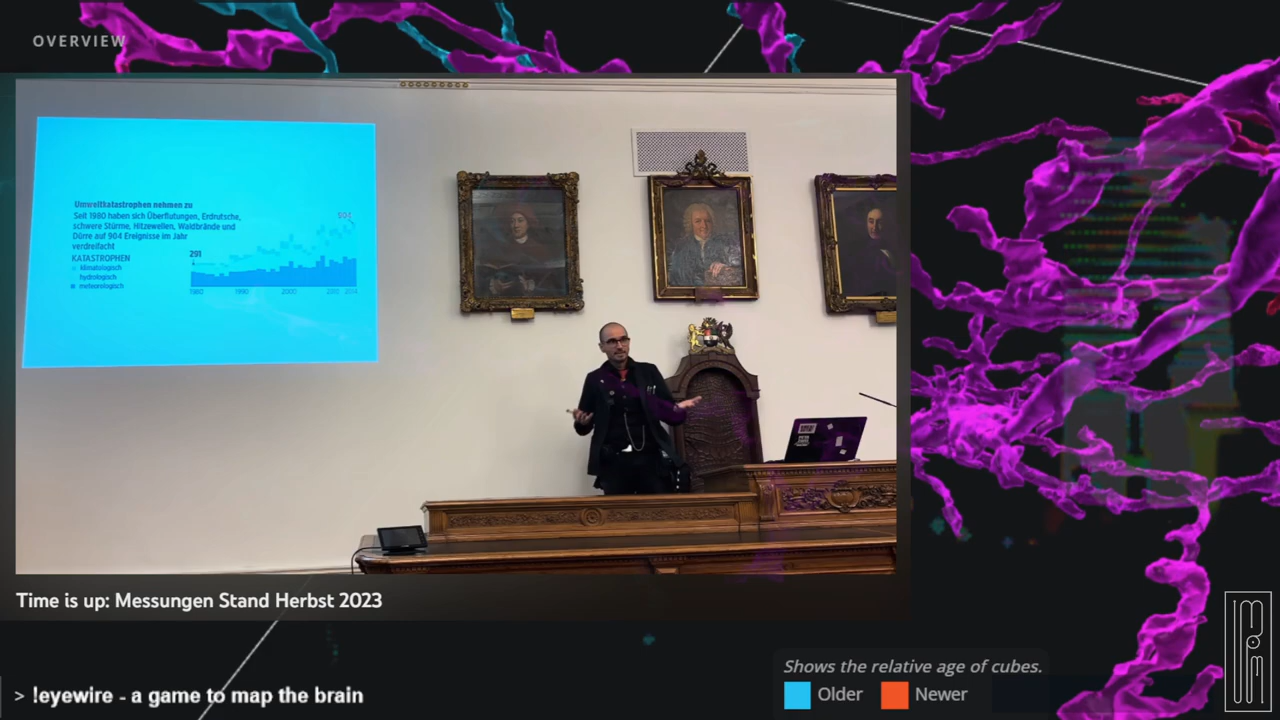 OVERVIEW
Umweltkatastrophen nehmen zu
Seit 1980 haben sich Überflutungen, Erdrutsche,
schwere Stürme, Hitzewellen, Waldbrände und
Dürre auf 904 Ereignisse im Jahr
verdreifacht
KATASTROPHEN
klimatologisch
hydrologisch
meteorologisch
291
1980 1990 2000 2010 2014
Time is up: Messungen Stand Herbst 2023
> !eyewire - a game to map the brain
Shows the relative age of cubes.
Older Newer